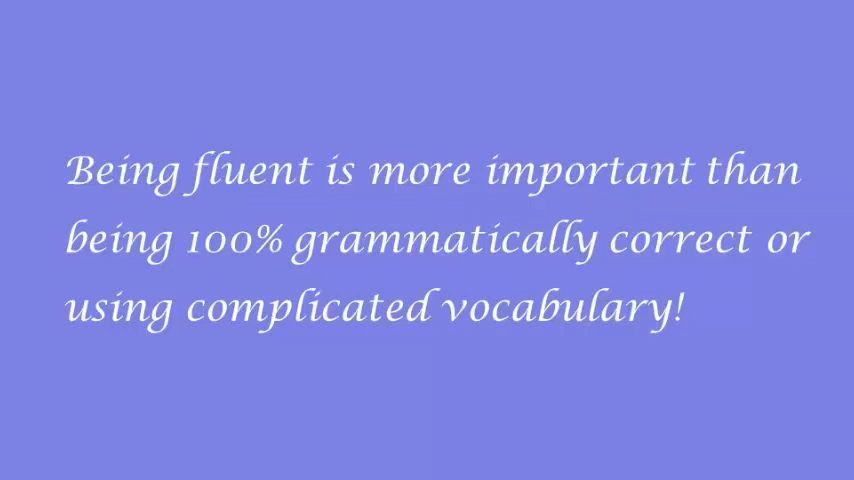 Being fluent is more important than
being 100% grammatically correct or
using complicated vocabulary!